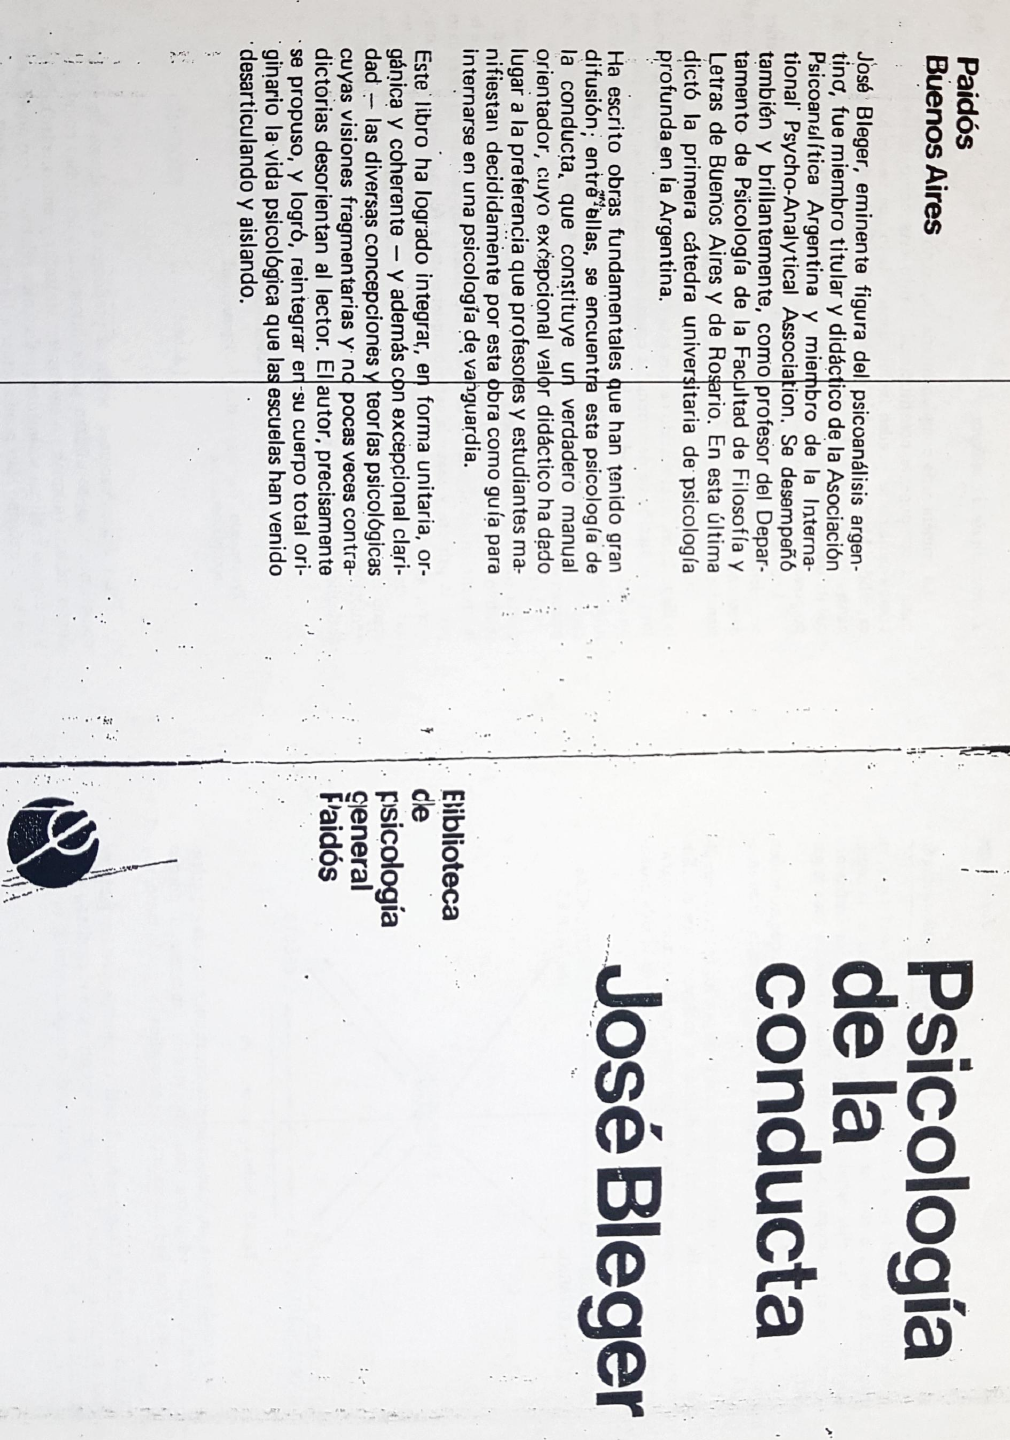 Paidós
Buenos Aires
José Bleger, eminente figura del psicoanálisis argen-
tino, fue miembro titular y didáctico de la Asociación
Psicoanalítica Argentina y miembro de la Interna-
tional Psycho-Analytical Association. Se desempeñó
también y brillantemente, como profesor del Depar-
tamento de Psicología de la Facultad de Filosofía y
Letras de Buenos Aires y de Rosario. En esta última
dictó la primera cátedra universitaria de psicología
profunda en la Argentina.
Ha escrito obras fundamentales que han tenido gran
difusión; entre ellas, se encuentra esta psicología de
la conducta, que constituye un verdadero manual
orientador, cuyo excepcional valor didáctico ha dado
lugar a la preferencia que profesores y estudiantes ma-
nifiestan decididamente por esta obra como guía para
internarse en una psicología de vanguardia.
Este libro ha logrado integrar, en forma unitaria, or-
gánica y coherente — y además con excepcional clari-
dad — las diversas concepciones y teorías psicológicas
cuyas visiones fragmentarias y no pocas veces contra-
dictorias desorientan al lector. El autor, precisamente
se propuso, y logró, reintegrar en su cuerpo total ori-
ginario la vida psicológica que las escuelas han venido
desarticulando y aislando.
Psicología
de la
conducta
José Bleger
Biblioteca
de
psicología
general
Paidós